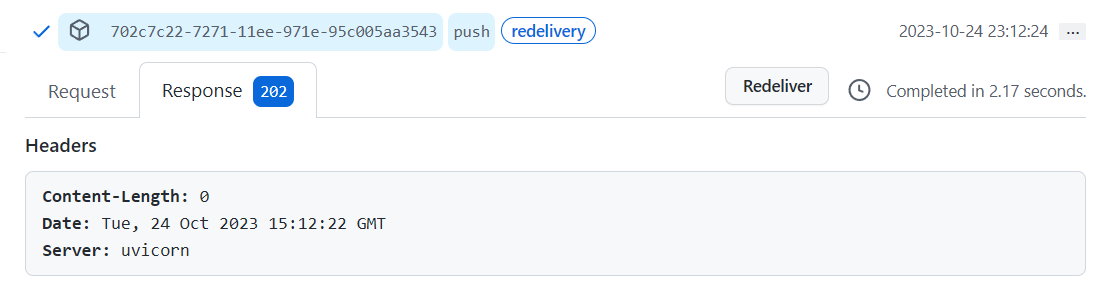 702c7c22-7271-11ee-971e-95c005aa3543 push redelivery 2023-10-24 23:12:24 ...
Request Response 202 Redeliver Completed in 2.17 seconds.
Headers
Content-Length: 0
Date: Tue, 24 Oct 2023 15:12:22 GMT
Server: uvicorn